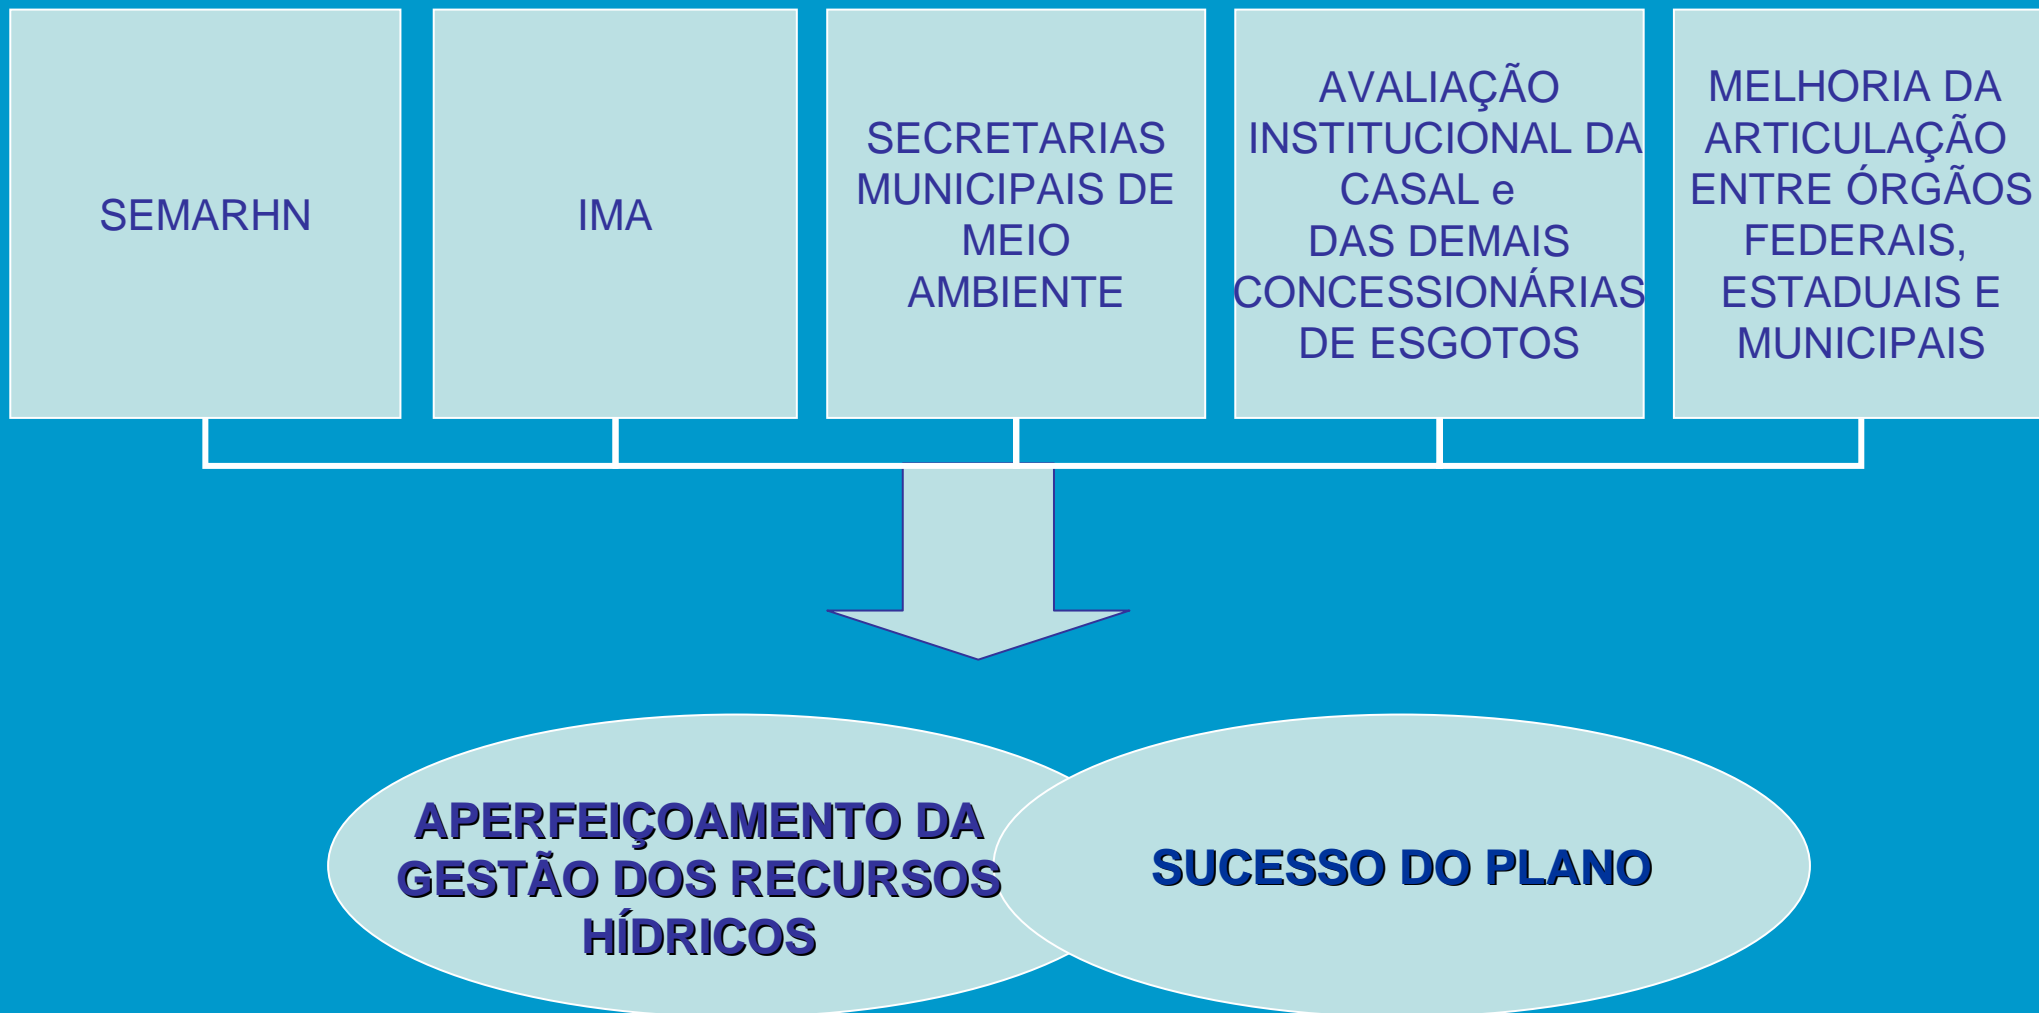 SEMARHN
IMA
SECRETARIAS
MUNICIPAIS DE
MEIO
AMBIENTE
AVALIAÇÃO
INSTITUCIONAL DA
CASAL e
DAS DEMAIS
CONCESSIONÁRIAS
DE ESGOTOS
MELHORIA DA
ARTICULAÇÃO
ENTRE ÓRGÃOS
FEDERAIS,
ESTADUAIS E
MUNICIPAIS
APERFEIÇOAMENTO DA
GESTÃO DOS RECURSOS
HÍDRICOS
SUCESSO DO PLANO